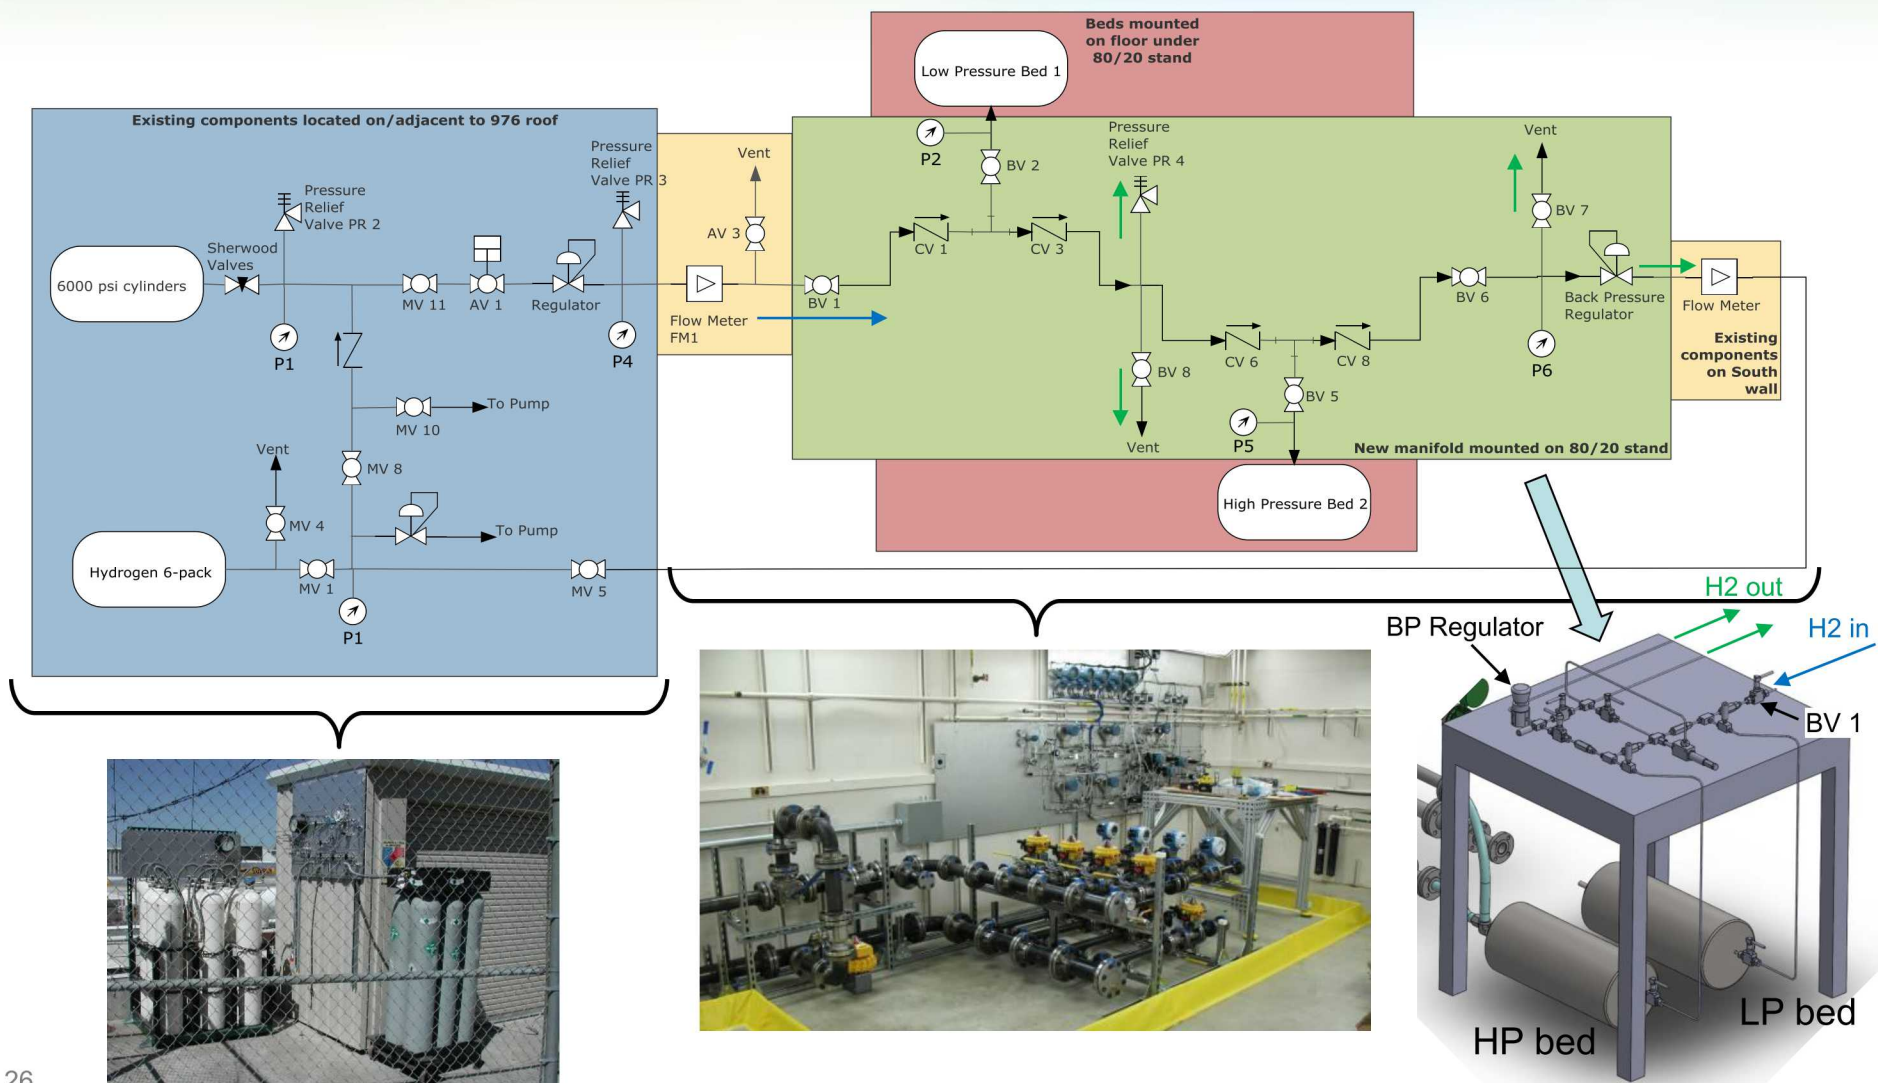 Beds mounted
on floor under
80/20 stand
Low Pressure Bed 1
Existing components located on/adjacent to 976 roof
Pressure
Relief
Valve PR 3
Vent
P2
BV 2
Pressure
Relief
Valve PR 4
Vent
Pressure
Relief
Valve PR 2
BV 7
AV 3
CV 1
CV 3
Sherwood
Valves
6000 psi cylinders
MV 11
AV 1
Regulator
BV 1
BV 6
Back Pressure
Regulator
Flow Meter
Flow Meter
FM1
P1
P4
CV 6
CV 8
BV 8
P6
Existing
components
on South
wall
To Pump
MV 10
BV 5
P5
Vent
New manifold mounted on 80/20 stand
Vent
MV 8
High Pressure Bed 2
MV 4
To Pump
Hydrogen 6-pack
MV 1
MV 5
P1
H2 out
BP Regulator
H2 in
BV 1
LP bed
HP bed
26